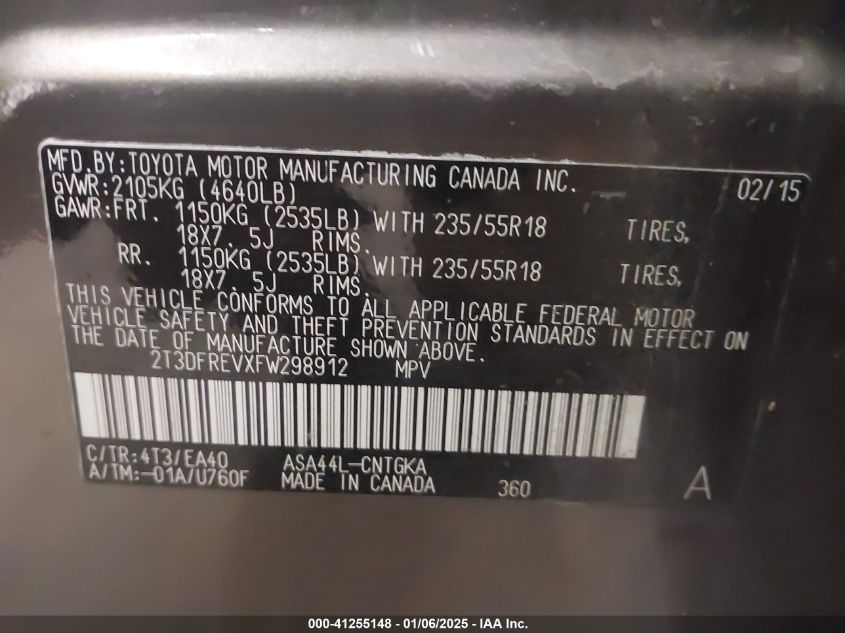 MFD.BY:TOYOTA MOTOR MANUFACTURING CANADA INC. 02/15
GVWR:2105KG (4640LB)
GAWR:FRT. 1150KG (2535LB) WITH 235/55R18 TIRES,
18X7. 5J RIMS.
RR. 1150KG (2535LB) WITH 235/55R18 TIRES,
18X7. 5J RIMS.
THIS VEHICLE CONFORMS TO ALL APPLICABLE FEDERAL MOTOR
VEHICLE SAFETY AND THEFT PREVENTION STANDARDS IN EFFECT ON
THE DATE OF MANUFACTURE SHOWN ABOVE.
2T3DFREVXFW298912 MPV
C/TR:4T3/EA40 ASA44L-CNTGKA
A/TM:-01A/U760F MADE IN CANADA 360 A
000-41255148 - 01/06/2025 - IAA Inc.